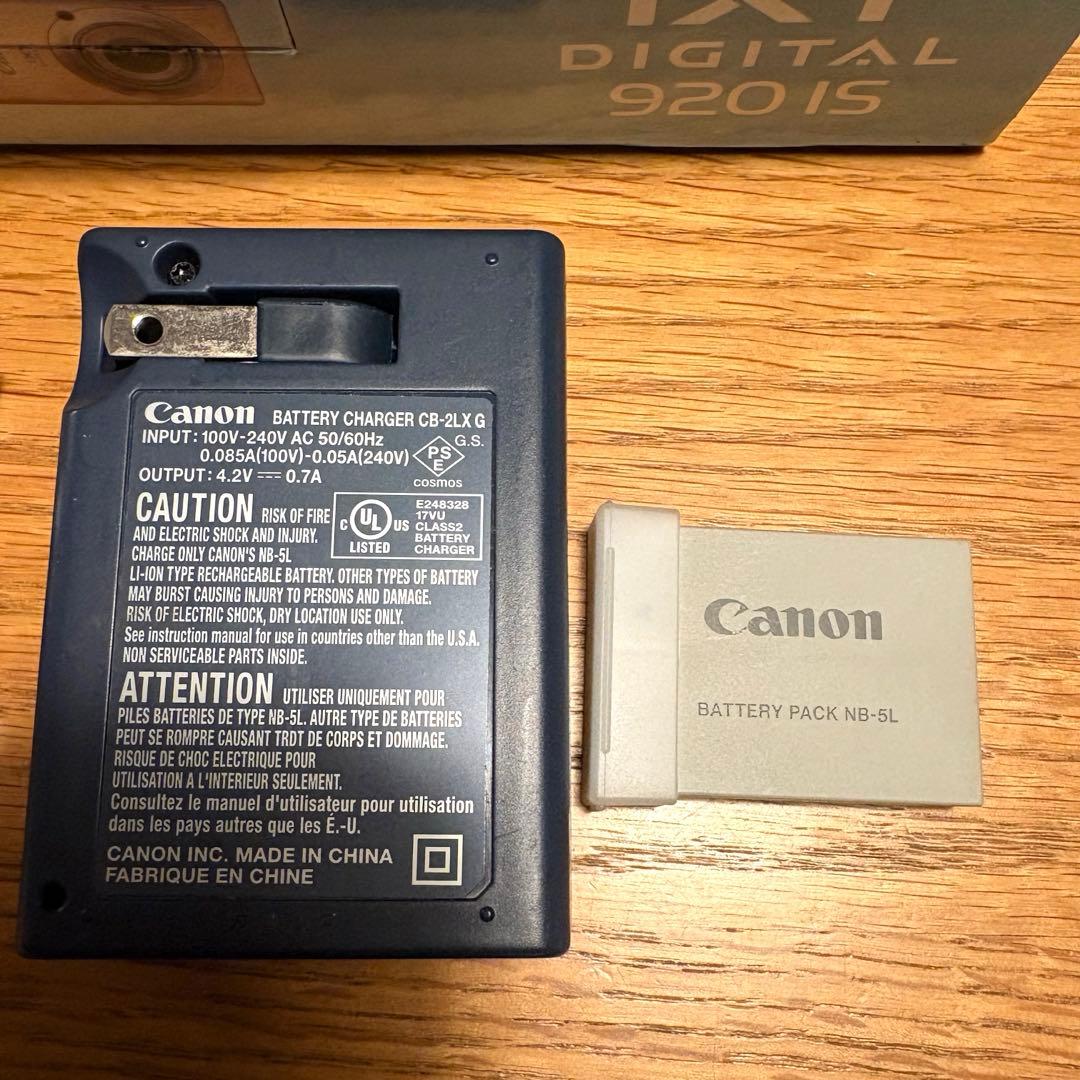 DIGITAL
920 IS
Canon BATTERY CHARGER CB-2LX G
INPUT: 100V-240V AC 50/60Hz
0.085A(100V)-0.05A(240V)
OUTPUT: 4.2V ⎓ 0.7A
PS
E
G.S.
cosmos
CAUTION RISK OF FIRE
AND ELECTRIC SHOCK AND INJURY.
CHARGE ONLY CANON'S NB-5L
LI-ION TYPE RECHARGEABLE BATTERY. OTHER TYPES OF BATTERY
MAY BURST CAUSING INJURY TO PERSONS AND DAMAGE.
RISK OF ELECTRIC SHOCK, DRY LOCATION USE ONLY.
See instruction manual for use in countries other than the U.S.A.
NON SERVICEABLE PARTS INSIDE.
C UL US
LISTED
E248328
17VU
CLASS2
BATTERY
CHARGER
ATTENTION UTILISER UNIQUEMENT POUR
PILES BATTERIES DE TYPE NB-5L. AUTRE TYPE DE BATTERIES
PEUT SE ROMPRE CAUSANT TRDT DE CORPS ET DOMMAGE.
RISQUE DE CHOC ELECTRIQUE POUR
UTILISATION A L'INTERIEUR SEULEMENT.
Consultez le manuel d'utilisateur pour utilisation
dans les pays autres que les É.-U.
CANON INC. MADE IN CHINA
FABRIQUE EN CHINE
Canon
BATTERY PACK NB-5L